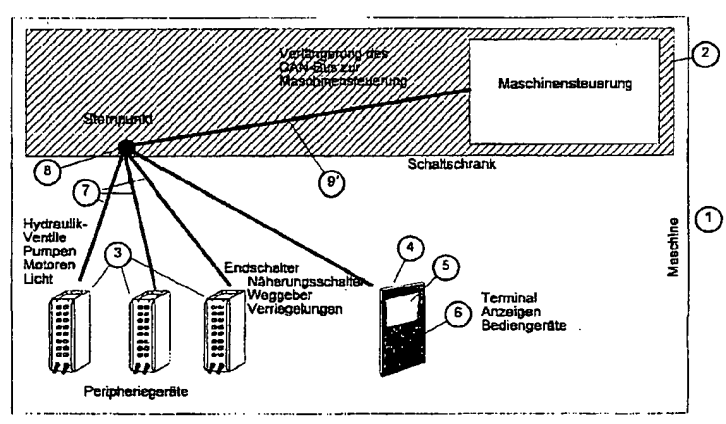 Verlängerung des
CAN-Bus zur
Maschinensteuerung
Maschinensteuerung
2
Sternpunkt
8
7
9'
Schaltschrank
1
Maschine
Hydraulik-
Ventile
Pumpen
Motoren
Licht
3
Endschalter
Näherungsschalter
Weggeber
Verriegelungen
4
5
6
Terminal
Anzeigen
Bediengeräte
Peripheriegeräte